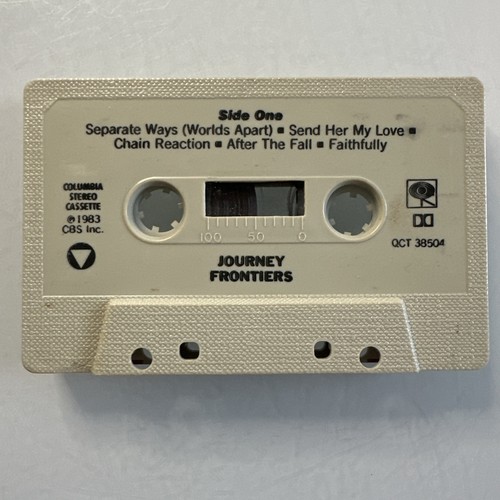 Side One
Separate Ways (Worlds Apart) ▪ Send Her My Love ▪
Chain Reaction ▪ After The Fall ▪ Faithfully
COLUMBIA
STEREO
CASSETTE
℗ 1983
CBS Inc.
100 50 0
QCT 38504
JOURNEY
FRONTIERS